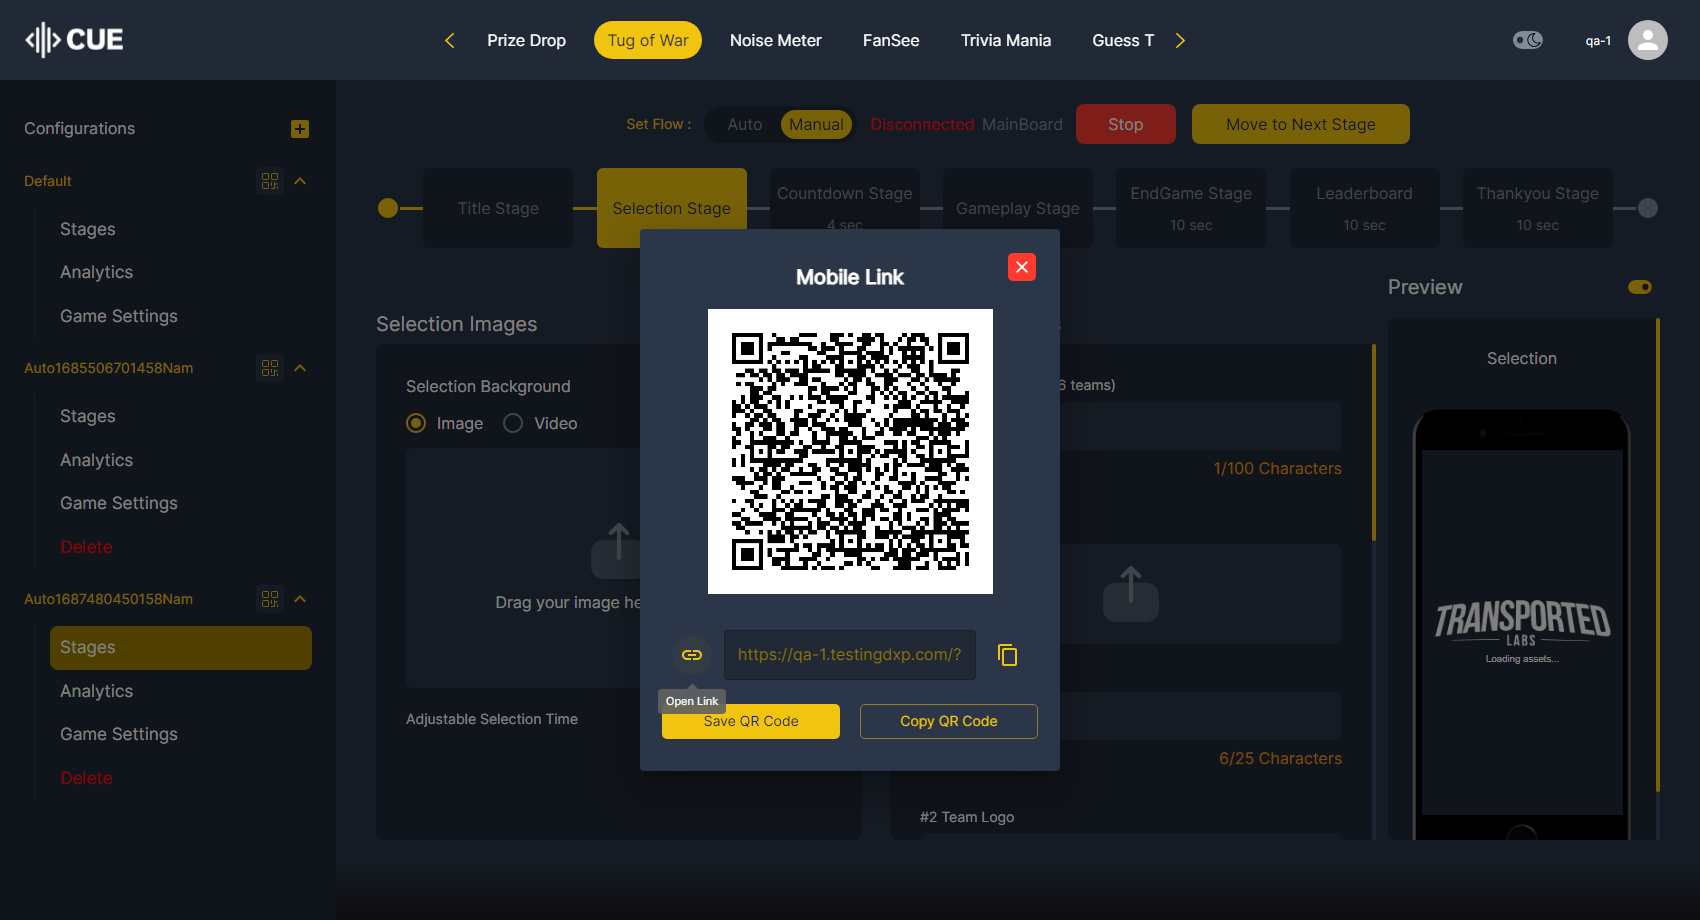 CUE
Prize Drop
Tug of War
Noise Meter
FanSee
Trivia Mania
Guess T
qa-1
Configurations
Set Flow :
Auto
Manual
Disconnected MainBoard
Stop
Move to Next Stage
Default
Stages
Analytics
Game Settings
Auto1685506701458Nam
Stages
Analytics
Game Settings
Delete
Auto1687480450158Nam
Stages
Analytics
Game Settings
Delete
Title Stage
Selection Stage
Countdown Stage
4 sec
Gameplay Stage
EndGame Stage
10 sec
Leaderboard
10 sec
Thankyou Stage
10 sec
Selection Images
Selection Background
Image
Video
Drag your image he
Adjustable Selection Time
Mobile Link
https://qa-1.testingdxp.com/?
Open Link
Save QR Code
Copy QR Code
6 teams)
1/100 Characters
6/25 Characters
#2 Team Logo
Preview
Selection
TRANSPORTED
LABS
Loading assets...